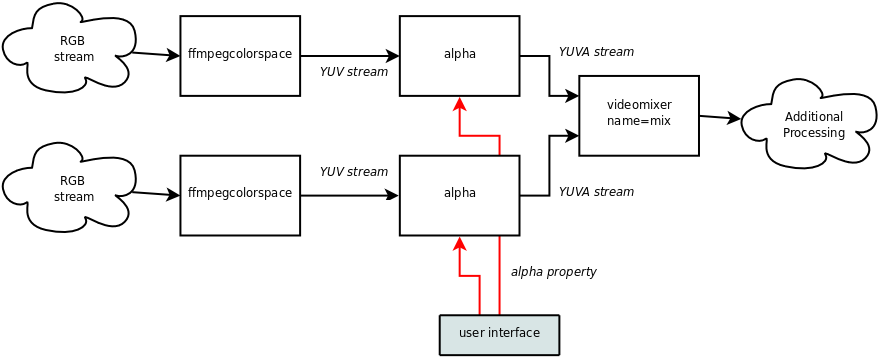 RGB
stream
ffmpegcolorspace
YUV stream
alpha
YUVA stream
videomixer
name=mix
Additional
Processing
RGB
stream
ffmpegcolorspace
YUV stream
alpha
YUVA stream
alpha property
user interface